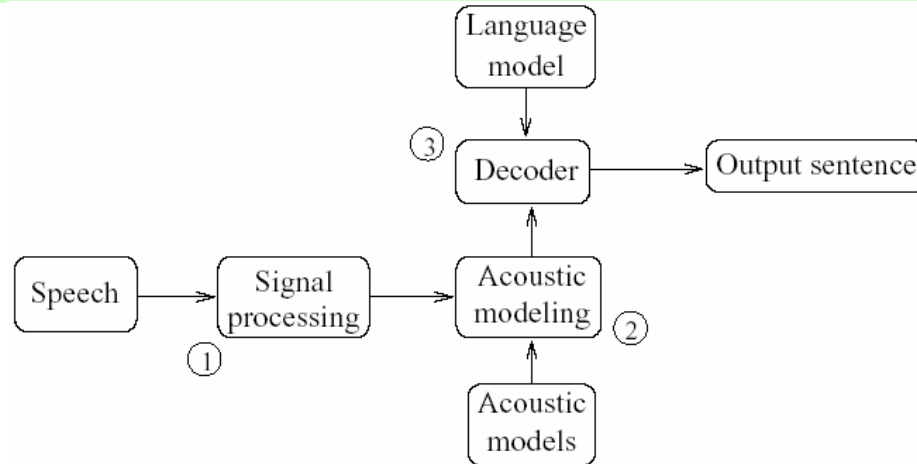 Language
model
3
Decoder
Output sentence
Speech
Signal
processing
Acoustic
modeling
1
2
Acoustic
models